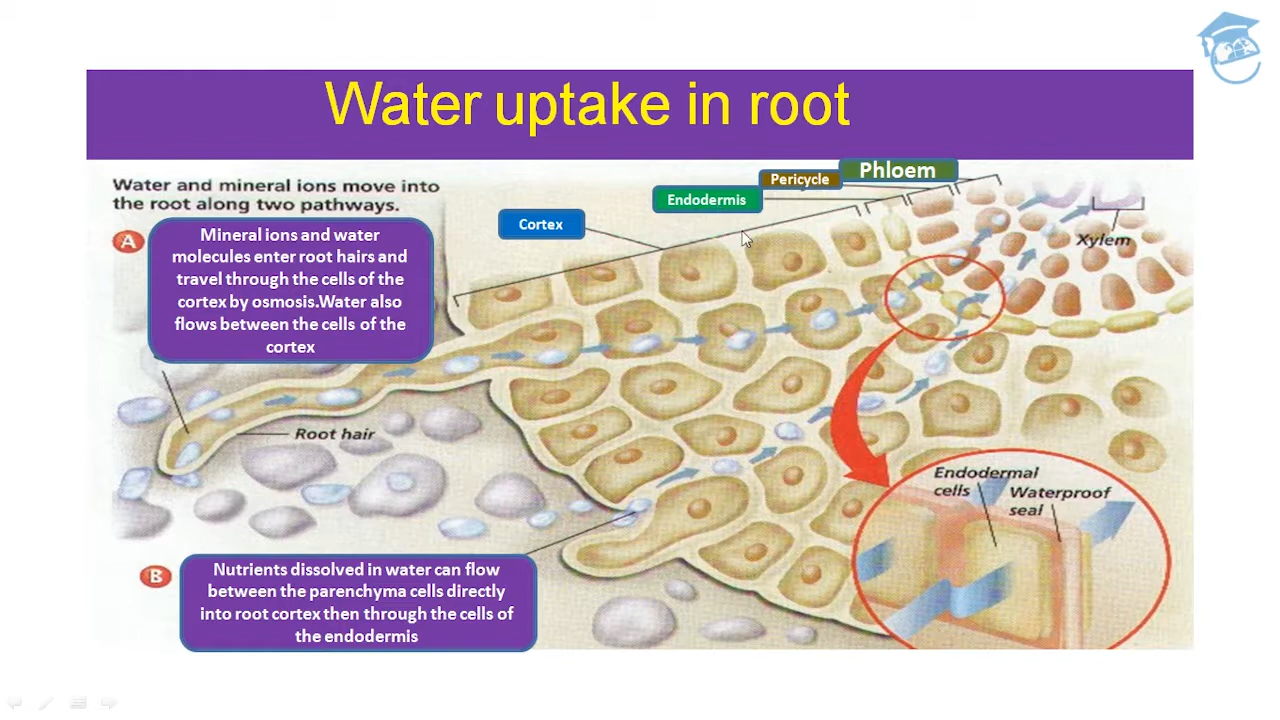 Water uptake in root
Water and mineral ions move into
the root along two pathways.
A
Mineral ions and water
molecules enter root hairs and
travel through the cells of the
cortex by osmosis.Water also
flows between the cells of the
cortex
Cortex
Endodermis
Pericycle
Phloem
Xylem
Root hair
B
Nutrients dissolved in water can flow
between the parenchyma cells directly
into root cortex then through the cells of
the endodermis
Endodermal
cells
Waterproof
seal